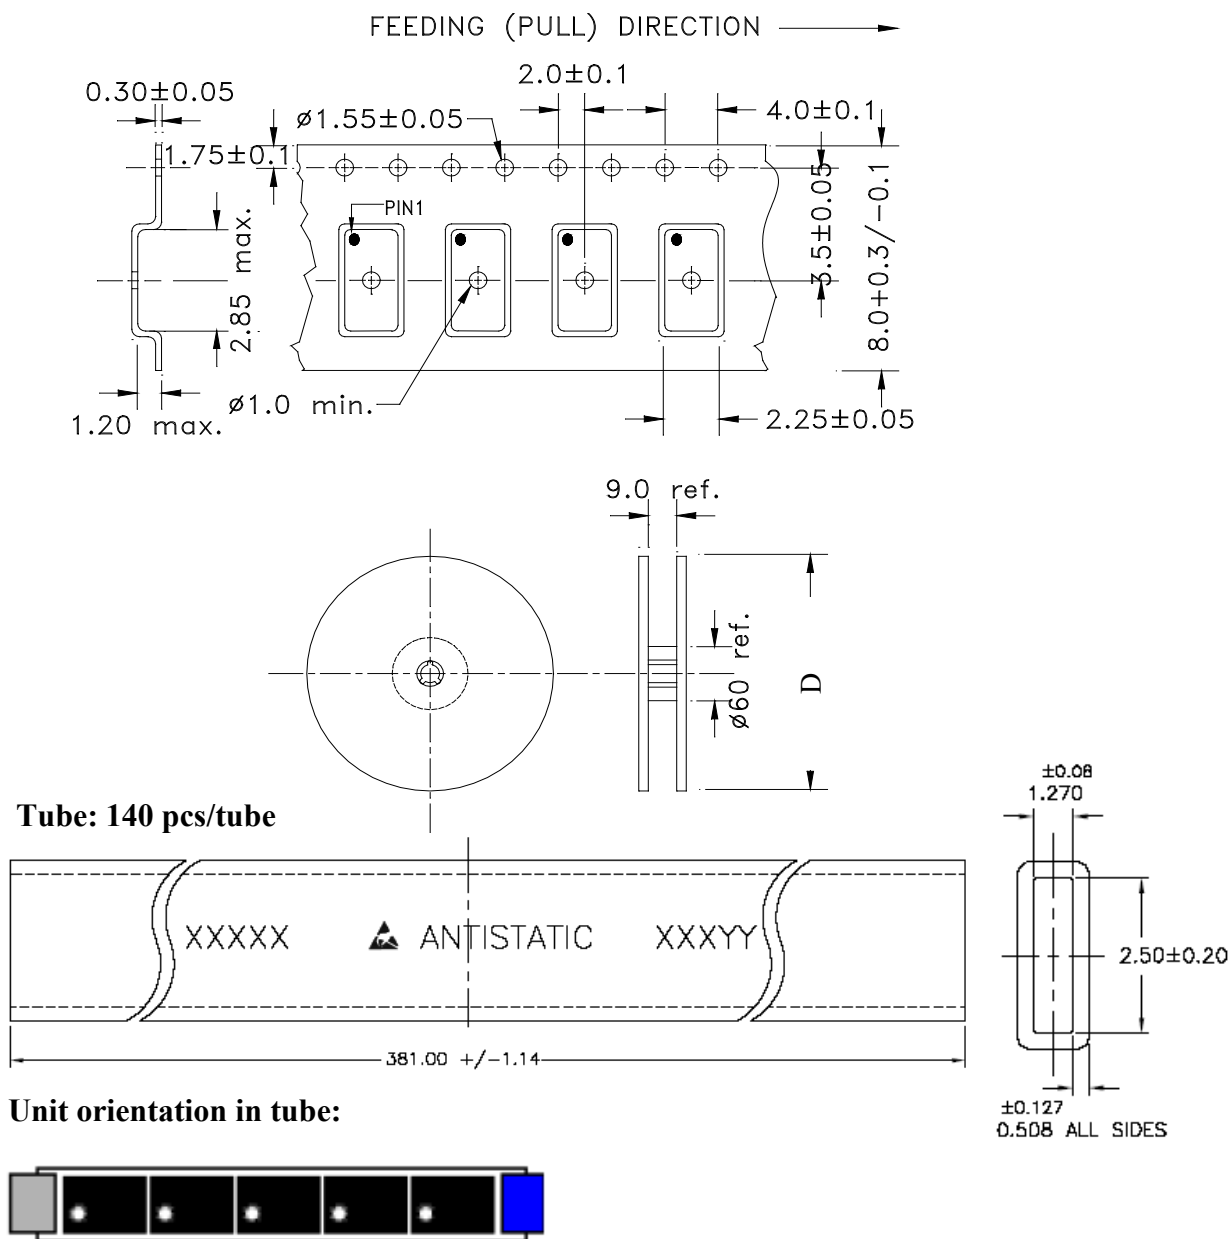 FEEDING (PULL) DIRECTION
2.0±0.1
0.30±0.05
ø1.55±0.05
4.0±0.1
1.75±0.1
PIN1
3.5±0.05
8.0+0.3/-0.1
2.85 max.
ø1.0 min.
1.20 max.
2.25±0.05
9.0 ref.
ø60 ref.
D
±0.08
1.270
Tube: 140 pcs/tube
XXXXX ANTISTATIC XXXYY
2.50±0.20
381.00 +/-1.14
±0.127
0.508 ALL SIDES
Unit orientation in tube: